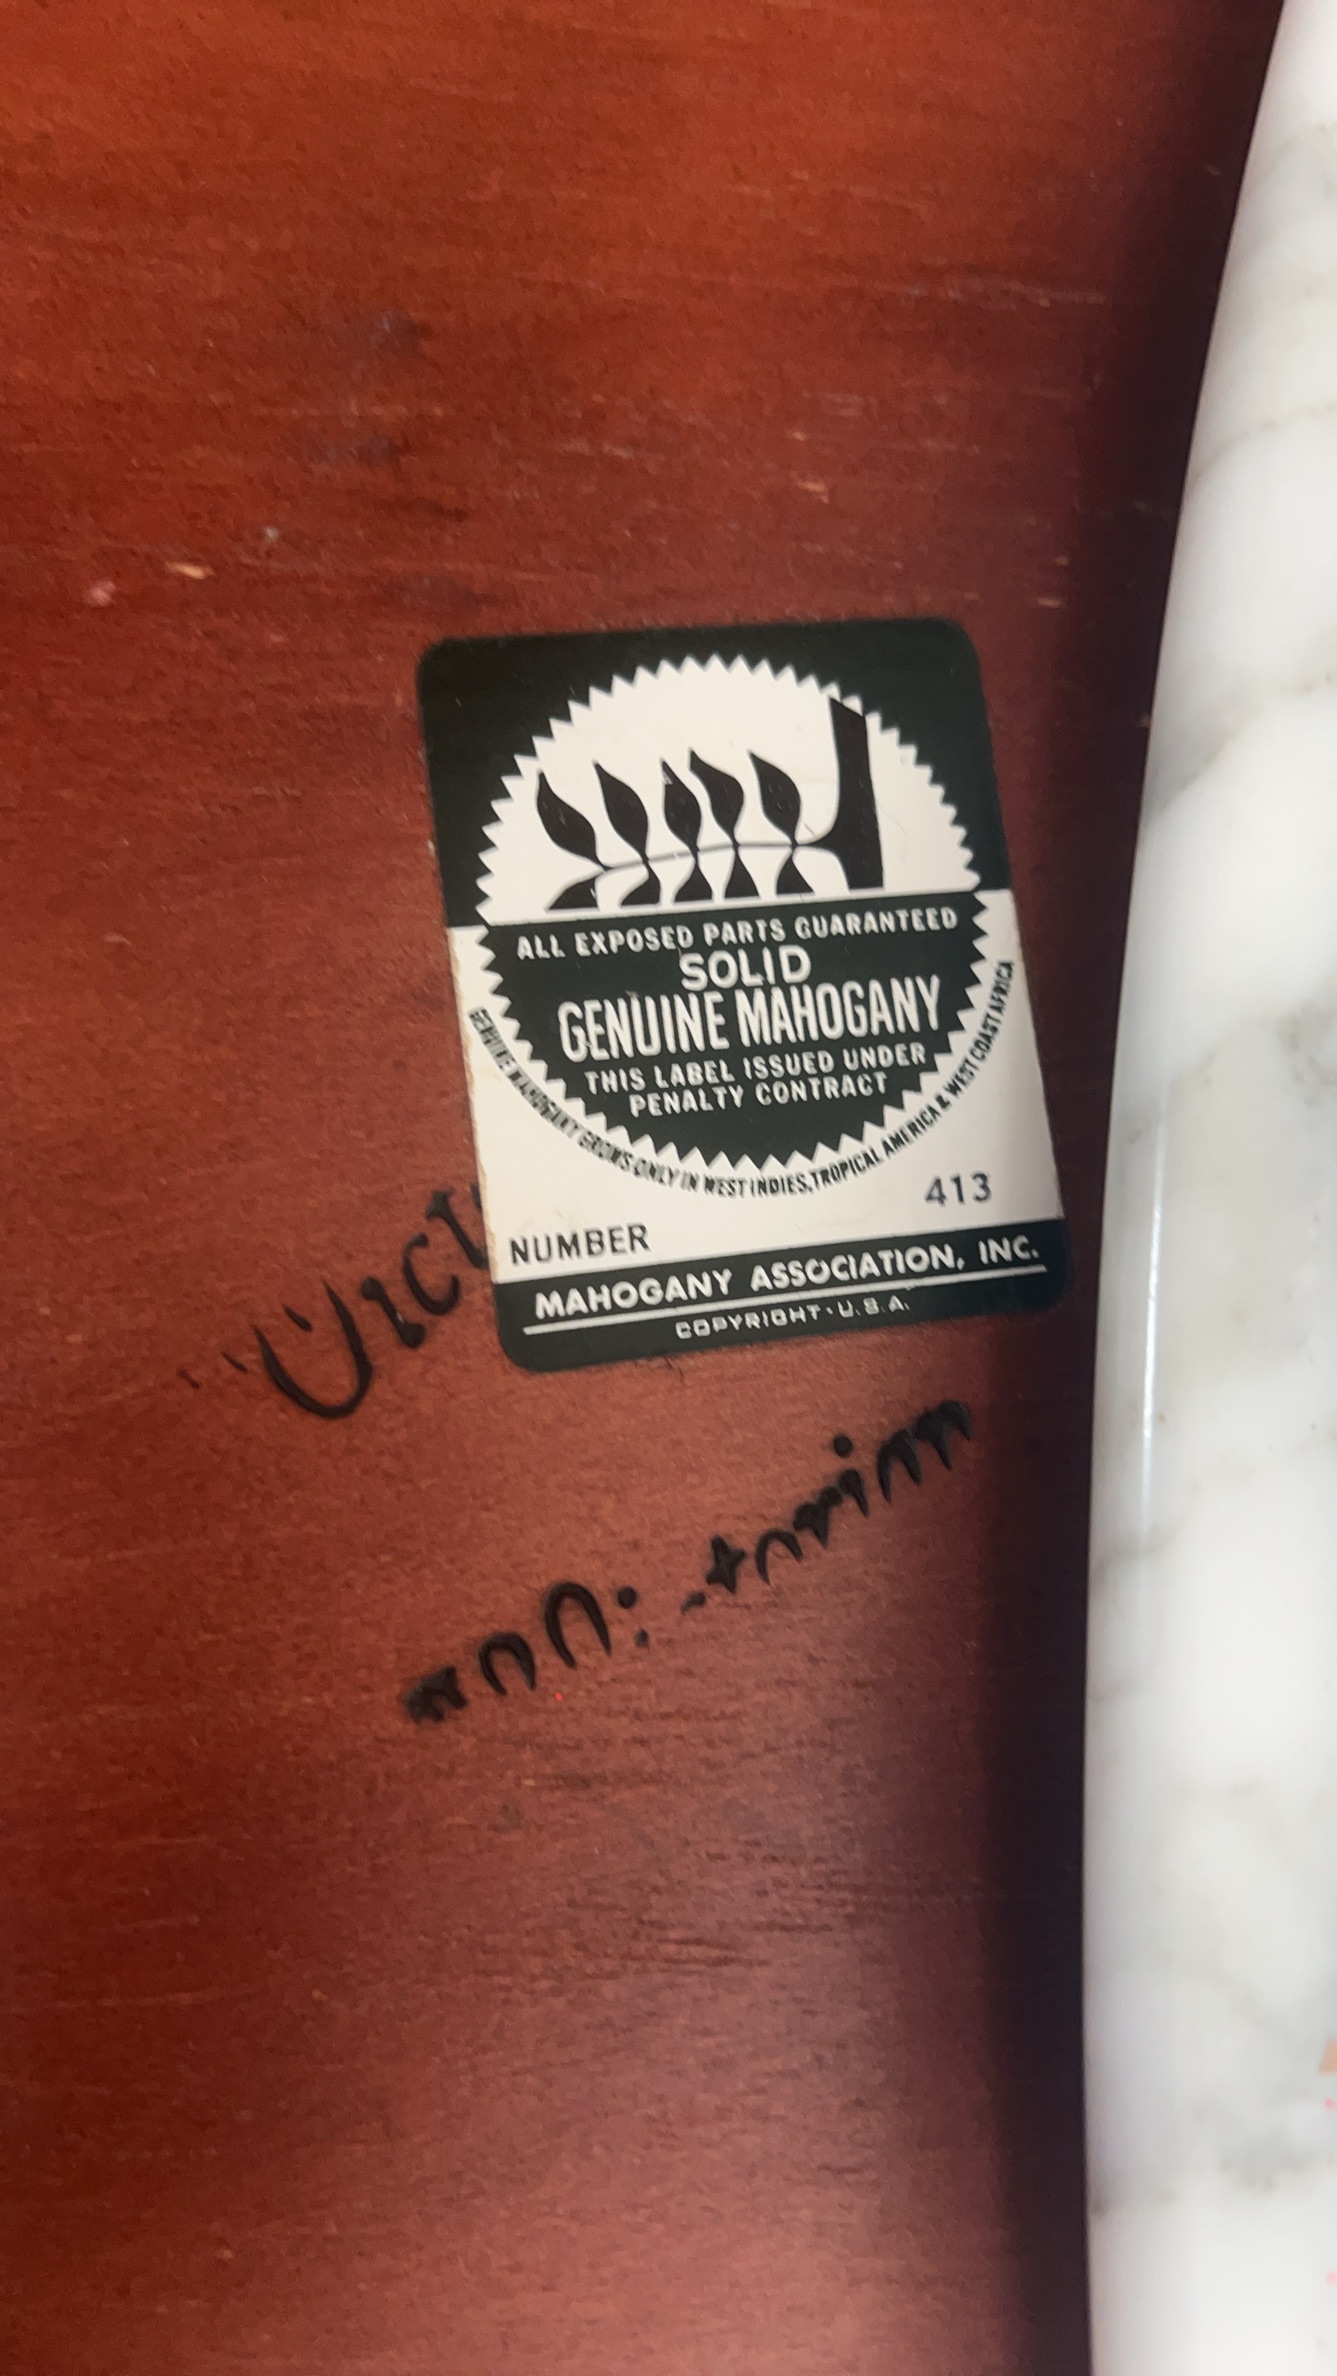 ALL EXPOSED PARTS GUARANTEED
SOLID
GENUINE MAHOGANY
THIS LABEL ISSUED UNDER
PENALTY CONTRACT
GENUINE MAHOGANY GROWS ONLY IN WEST INDIES, TROPICAL AMERICA & WEST COAST AFRICA
NUMBER 413
MAHOGANY ASSOCIATION, INC.
COPYRIGHT · U.S.A.